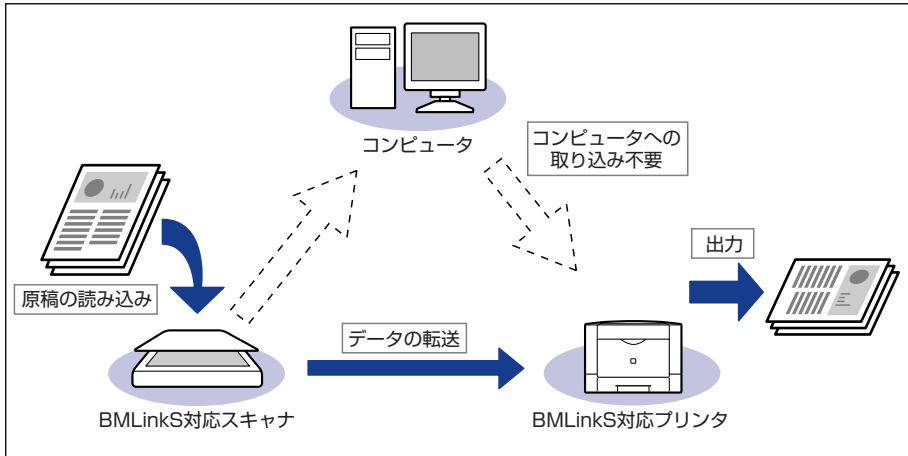 コンピュータ
コンピュータへの
取り込み不要
出力
原稿の読み込み
データの転送
BMLinkS対応スキャナ
BMLinkS対応プリンタ